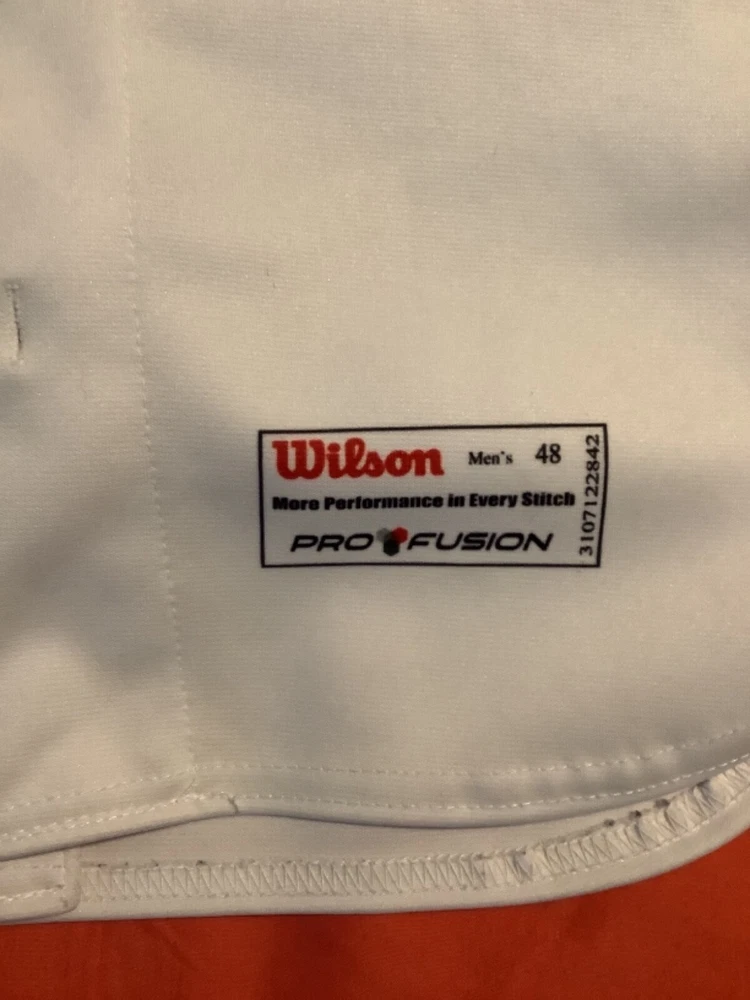 Wilson Men's 48
More Performance in Every Stitch
PRO FUSION
3107122842